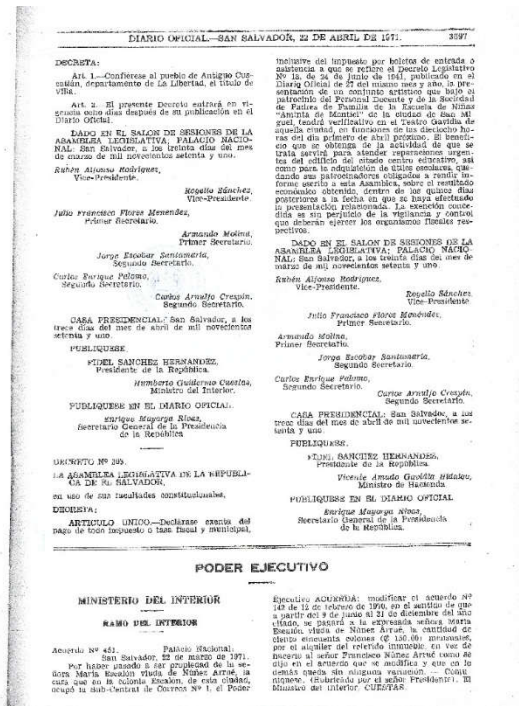 DIARIO OFICIAL.—SAN SALVADOR, 22 DE ABRIL DE 1971.
3897
DECRETA:
Art. 1.—Confiérese al pueblo de Antiguo Cus-
catlán, departamento de La Libertad, el título de
villa.
Art. 2. El presente Decreto entrará en vi-
gencia ocho días después de su publicación en el
Diario Oficial.
DADO EN EL SALON DE SESIONES DE LA
ASAMBLEA LEGISLATIVA; PALACIO NACIO-
NAL: San Salvador, a los treinta días del mes
de marzo de mil novecientos setenta y uno.
Rubén Alfonso Rodríguez,
Vice-Presidente.
Rogelio Sánchez,
Vice-Presidente.
Julio Francisco Flores Menéndez,
Primer Secretario.
Armando Molina,
Primer Secretario.
Jorge Escobar Santamaría,
Segundo Secretario.
Carlos Enrique Palomo,
Segundo Secretario.
Carlos Arnulfo Crespín,
Segundo Secretario.
CASA PRESIDENCIAL: San Salvador, a los
trece días del mes de abril de mil novecientos
setenta y uno.
PUBLIQUESE,
FIDEL SANCHEZ HERNANDEZ,
Presidente de la República.
Humberto Guillermo Cuestas,
Ministro del Interior.
PUBLIQUESE EN EL DIARIO OFICIAL.
Enrique Mayorga Rivas,
Secretario General de la Presidencia
de la República
DECRETO Nº
LA ASAMBLEA LEGISLATIVA DE LA REPUBLI-
CA DE EL SALVADOR,
en uso de sus facultades constitucionales,
DECRETA:
ARTICULO UNICO.—Declárase exenta del
pago de todo impuesto o tasa fiscal y municipal,
inclusive del impuesto por boletos de entrada o
asistencia a que se refiere el Decreto Legislativo
Nº 18, de 24 de junio de 1941, publicado en el
Diario Oficial de 27 del mismo mes y año, la pre-
sentación de un conjunto artístico que bajo el
patrocinio del Personal Docente y de la Sociedad
de Padres de Familia de la Escuela de Niñas
"Aminta de Montiel" de la ciudad de San Mi-
guel, tendrá verificativo en el Teatro Gavidia de
aquella ciudad, en funciones de las dieciocho ho-
ras del día primero de abril próximo. El benefi-
cio que se obtenga de la actividad de que se
trata servirá para atender reparaciones urgen-
tes del edificio del citado centro educativo, así
como para la adquisición de útiles escolares, que-
dando sus patrocinadores obligados a rendir in-
forme escrito a esta Asamblea, sobre el resultado
económico obtenido, dentro de los quince días
posteriores a la fecha en que se haya efectuado
la presentación relacionada. La exención conce-
dida es sin perjuicio de la vigilancia y control
que deberán ejercer los organismos fiscales res-
pectivos.
DADO EN EL SALON DE SESIONES DE LA
ASAMBLEA LEGISLATIVA; PALACIO NACIO-
NAL: San Salvador, a los treinta días del mes de
marzo de mil novecientos setenta y uno.
Rubén Alfonso Rodríguez,
Vice-Presidente.
Rogelio Sánchez
Vice-Presidente
Julio Francisco Flores Menéndez,
Primer Secretario.
Armando Molina,
Primer Secretario.
Jorge Escobar Santamaría,
Segundo Secretario.
Carlos Enrique Palomo,
Segundo Secretario.
Carlos Arnulfo Crespín,
Segundo Secretario.
CASA PRESIDENCIAL: San Salvador, a los
trece días del mes de abril de mil novecientos se-
tenta y uno.
PUBLIQUESE.
FIDEL SANCHEZ HERNANDEZ,
Presidente de la República.
Vicente Amado Gavidia Hidalgo,
Ministro de Hacienda
PUBLIQUESE EN EL DIARIO OFICIAL
Enrique Mayorga Rivas,
Secretario General de la Presidencia
de la República.
PODER EJECUTIVO
MINISTERIO DEL INTERIOR
RAMO DEL INTERIOR
Acuerdo Nº 451. Palacio Nacional:
San Salvador, 22 de marzo de 1971.
Por haber pasado a ser propiedad de la se-
ñora María Escalón viuda de Núñez Arrué, la
casa que en la colonia Escalón, de esta ciudad,
ocupó la Sub-Central de Correos Nº 1, el Poder
Ejecutivo ACUERDA: modificar el acuerdo Nº
142 de 12 de febrero de 1970, en el sentido de que
a partir del 9 de junio al 31 de diciembre del año
citado, se pagará a la expresada señora María
Escalón viuda de Núñez Arrué, la cantidad de
ciento cincuenta colones (₡ 150.00) mensuales,
por el alquiler del referido inmueble, en vez de
hacerlo al señor Francisco Núñez Arrué como se
dijo en el acuerdo que se modifica y que en lo
demás queda sin ninguna variación. — Comu-
níquese. (Rubricado por el señor Presidente). El
Ministro del Interior, CUESTAS.